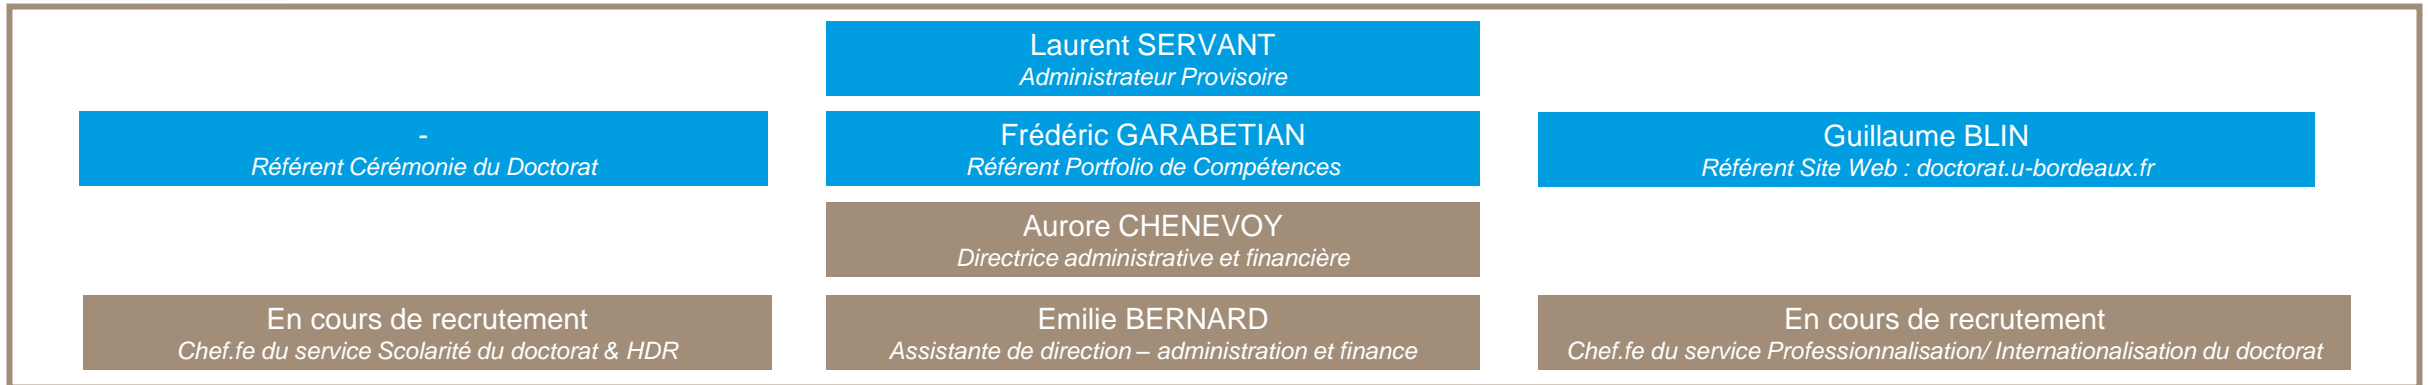 Laurent SERVANT
Administrateur Provisoire
-
Référent Cérémonie du Doctorat
Frédéric GARABETIAN
Référent Portfolio de Compétences
Guillaume BLIN
Référent Site Web : doctorat.u-bordeaux.fr
Aurore CHENEVOY
Directrice administrative et financière
En cours de recrutement
Chef.fe du service Scolarité du doctorat & HDR
Emilie BERNARD
Assistante de direction – administration et finance
En cours de recrutement
Chef.fe du service Professionnalisation/ Internationalisation du doctorat